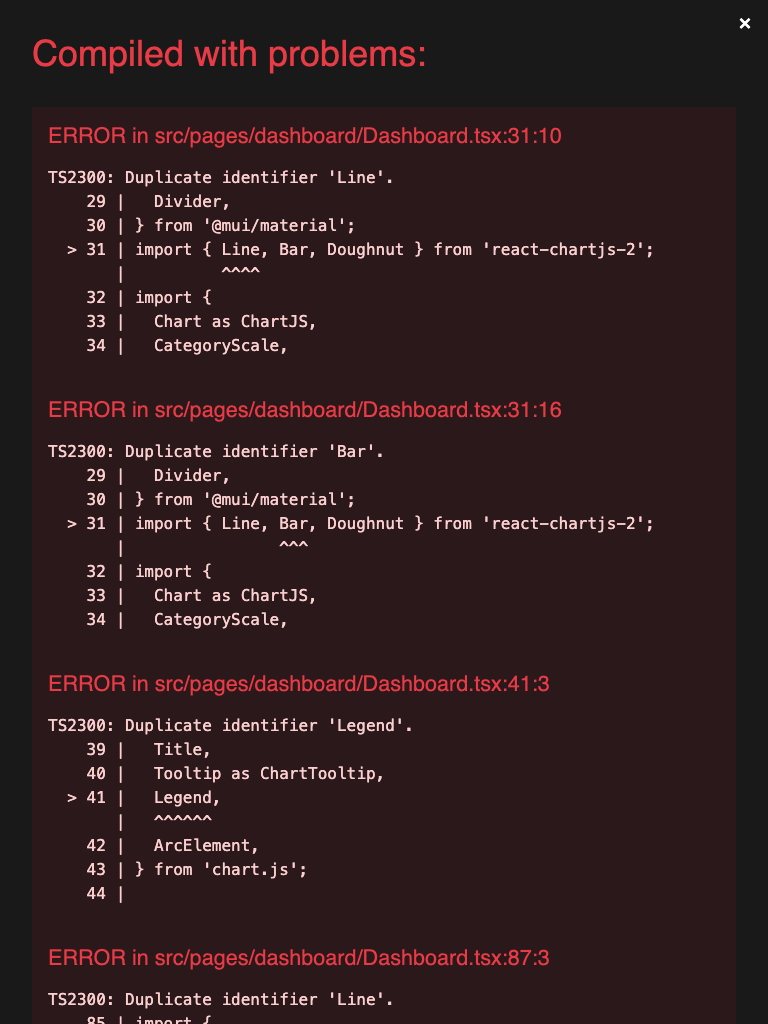 ×
Compiled with problems:
ERROR in src/pages/dashboard/Dashboard.tsx:31:10
TS2300: Duplicate identifier 'Line'.
    29 |   Divider,
    30 | } from '@mui/material';
  > 31 | import { Line, Bar, Doughnut } from 'react-chartjs-2';
       |          ^^^^
    32 | import {
    33 |   Chart as ChartJS,
    34 |   CategoryScale,
ERROR in src/pages/dashboard/Dashboard.tsx:31:16
TS2300: Duplicate identifier 'Bar'.
    29 |   Divider,
    30 | } from '@mui/material';
  > 31 | import { Line, Bar, Doughnut } from 'react-chartjs-2';
       |                ^^^
    32 | import {
    33 |   Chart as ChartJS,
    34 |   CategoryScale,
ERROR in src/pages/dashboard/Dashboard.tsx:41:3
TS2300: Duplicate identifier 'Legend'.
    39 |   Title,
    40 |   Tooltip as ChartTooltip,
  > 41 |   Legend,
       |   ^^^^^^
    42 |   ArcElement,
    43 | } from 'chart.js';
    44 |
ERROR in src/pages/dashboard/Dashboard.tsx:87:3
TS2300: Duplicate identifier 'Line'.
    85 | import {